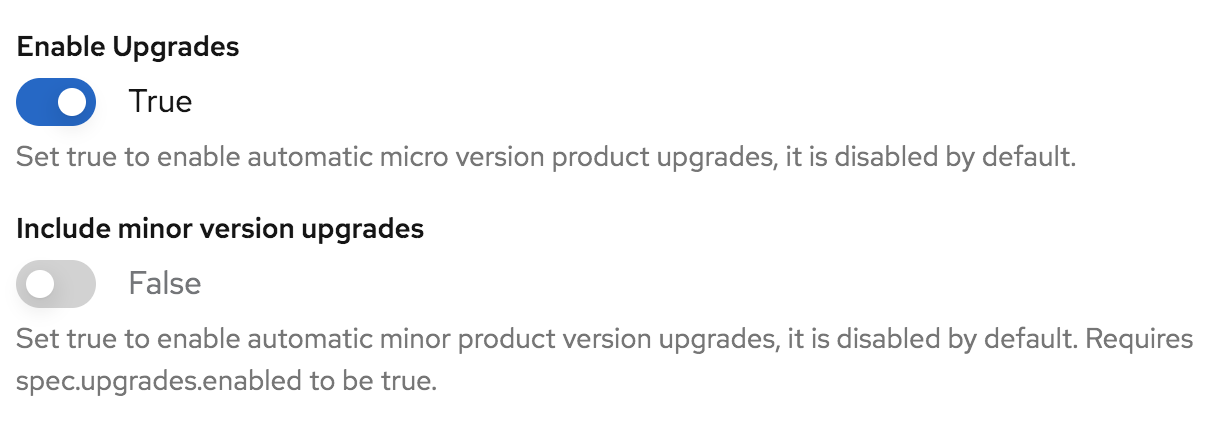 Enable Upgrades
True
Set true to enable automatic micro version product upgrades, it is disabled by default.
Include minor version upgrades
False
Set true to enable automatic minor product version upgrades, it is disabled by default. Requires
spec.upgrades.enabled to be true.